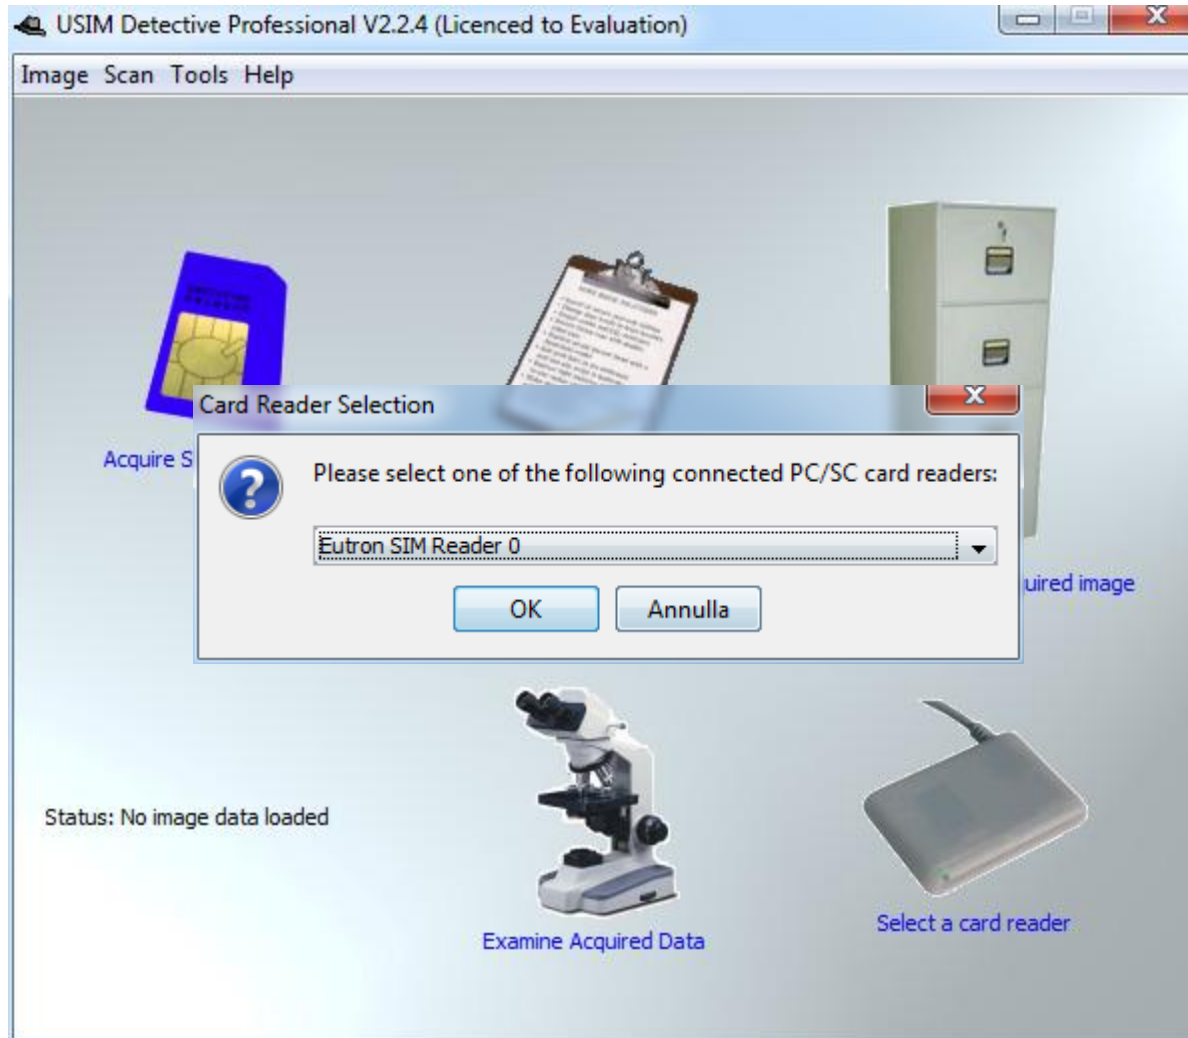 USIM Detective Professional V2.2.4 (Licenced to Evaluation)
Image Scan Tools Help
Acquire S
Card Reader Selection
Please select one of the following connected PC/SC card readers:
Eutron SIM Reader 0
OK Annulla
uired image
Status: No image data loaded
Examine Acquired Data
Select a card reader